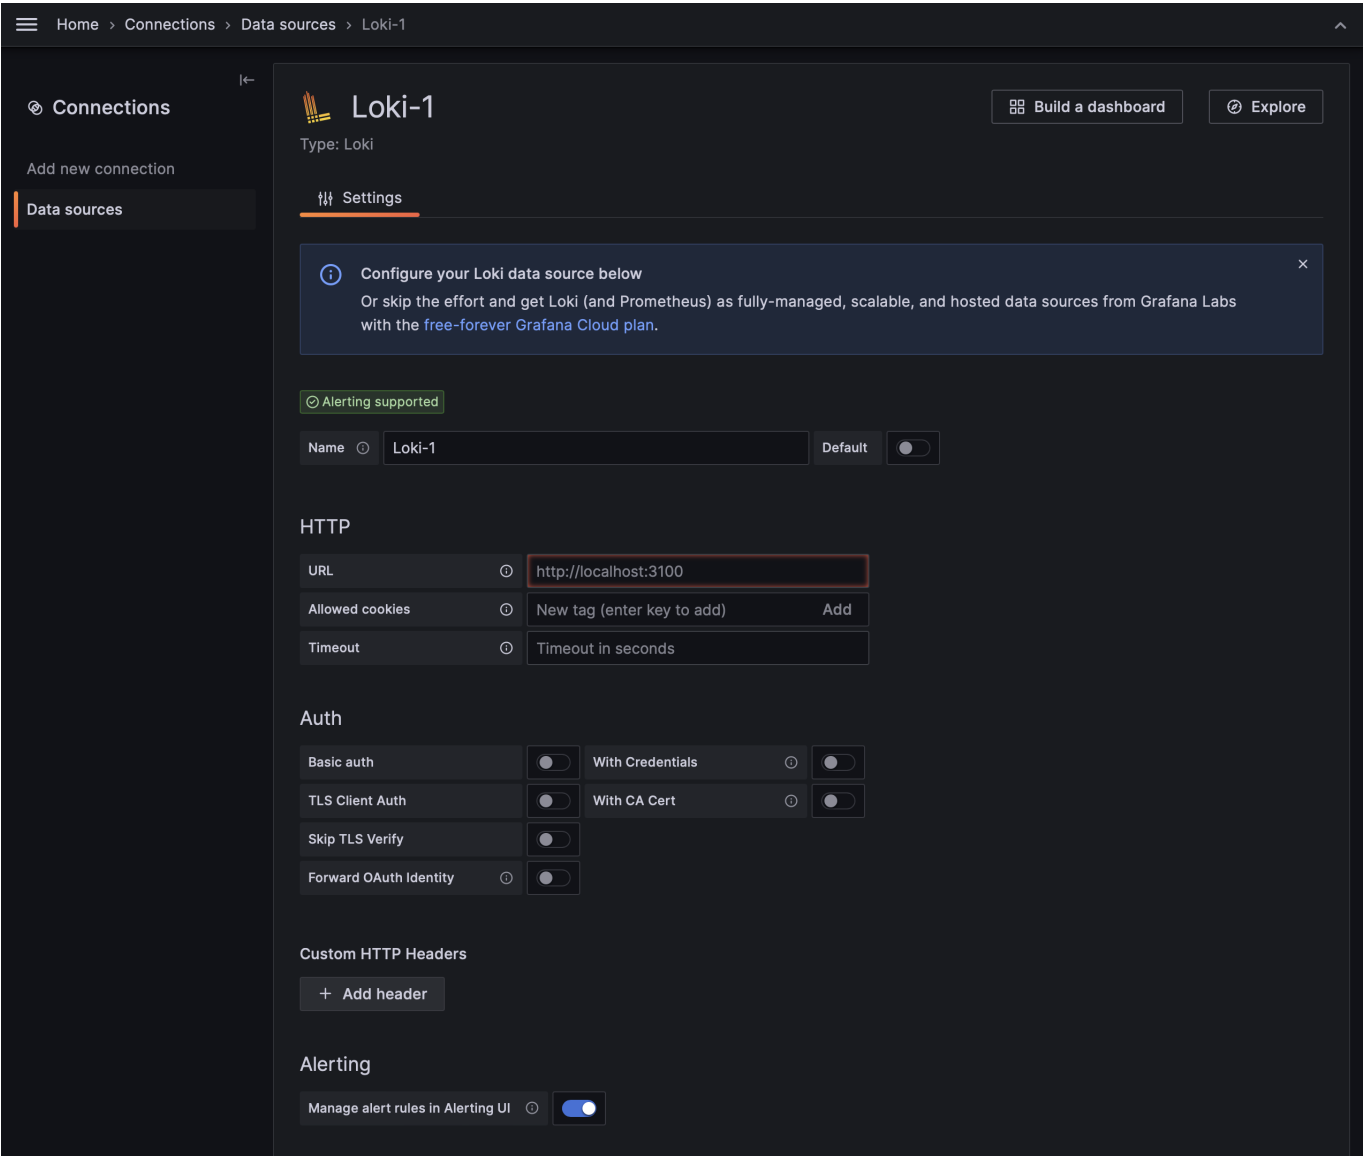 Home › Connections › Data sources › Loki-1
Connections
Add new connection
Data sources
Loki-1
Build a dashboard
Explore
Type: Loki
Settings
Configure your Loki data source below
Or skip the effort and get Loki (and Prometheus) as fully-managed, scalable, and hosted data sources from Grafana Labs
with the free-forever Grafana Cloud plan.
Alerting supported
Name Loki-1 Default
HTTP
URL http://localhost:3100
Allowed cookies New tag (enter key to add) Add
Timeout Timeout in seconds
Auth
Basic auth With Credentials
TLS Client Auth With CA Cert
Skip TLS Verify
Forward OAuth Identity
Custom HTTP Headers
+ Add header
Alerting
Manage alert rules in Alerting UI